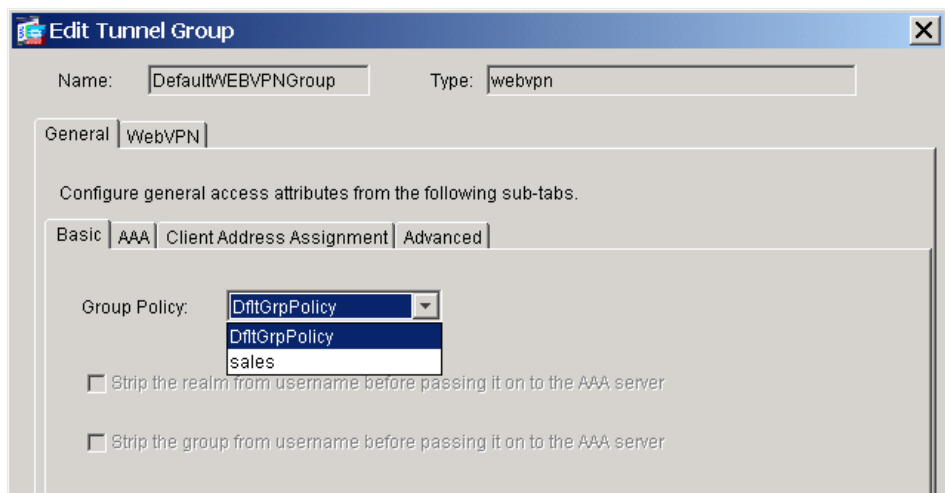 Edit Tunnel Group
Name: DefaultWEBVPNGroup Type: webvpn
General WebVPN
Configure general access attributes from the following sub-tabs.
Basic AAA Client Address Assignment Advanced
Group Policy: DfltGrpPolicy
DfltGrpPolicy
sales
Strip the realm from username before passing it on to the AAA server
Strip the group from username before passing it on to the AAA server